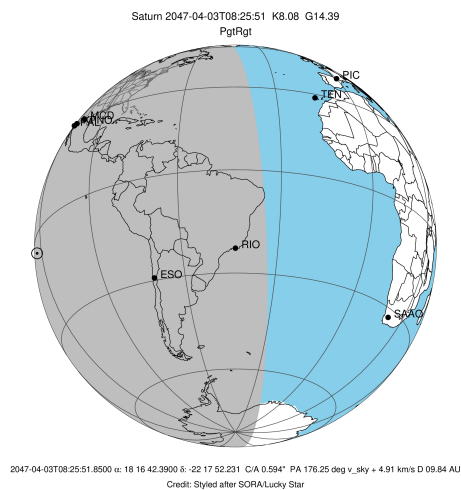 Saturn 2047-04-03T08:25:51 K8.08 G14.39
PgtRgt
PIC
TEN
MCD
RIO
ESO
SAAO
2047-04-03T08:25:51.8500 α: 18 16 42.3900 δ: -22 17 52.231 C/A 0.594" PA 176.25 deg v_sky + 4.91 km/s D 09.84 AU
Credit: Styled after SORA/Lucky Star